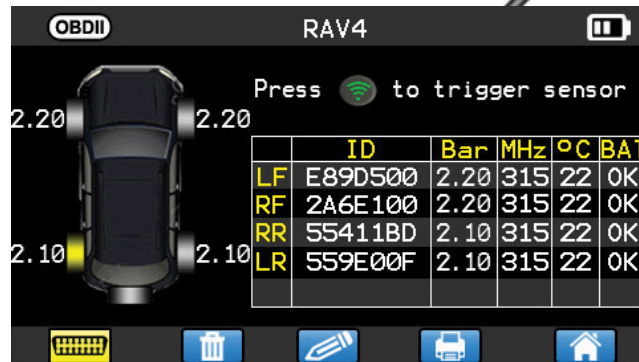 OBDII RAV4
Press to trigger sensor
2.20 2.20
ID Bar MHz ºC BAT
LF E89D500 2.20 315 22 OK
RF 2A6E100 2.20 315 22 OK
RR 55411BD 2.10 315 22 OK
2.10 2.10
LR 559E00F 2.10 315 22 OK